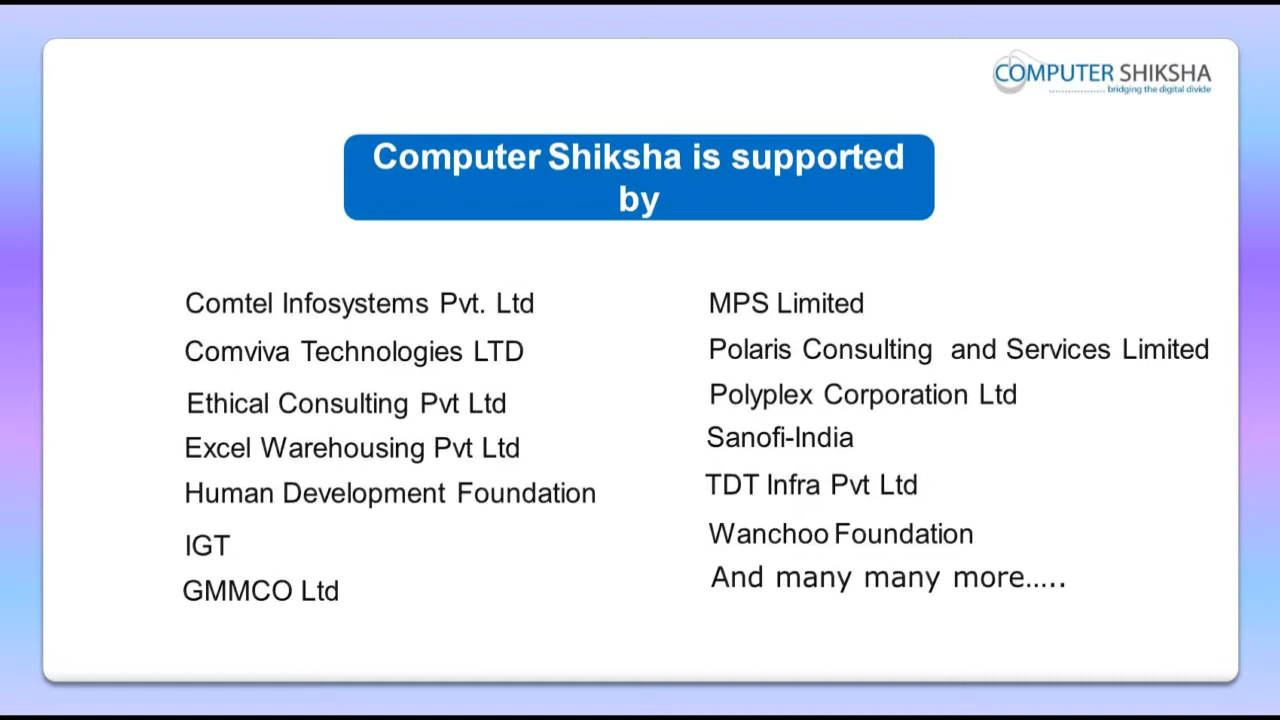 COMPUTER SHIKSHA
bridging the digital divide
Computer Shiksha is supported
by
Comtel Infosystems Pvt. Ltd
Comviva Technologies LTD
Ethical Consulting Pvt Ltd
Excel Warehousing Pvt Ltd
Human Development Foundation
IGT
GMMCO Ltd
MPS Limited
Polaris Consulting and Services Limited
Polyplex Corporation Ltd
Sanofi-India
TDT Infra Pvt Ltd
Wanchoo Foundation
And many many more…..